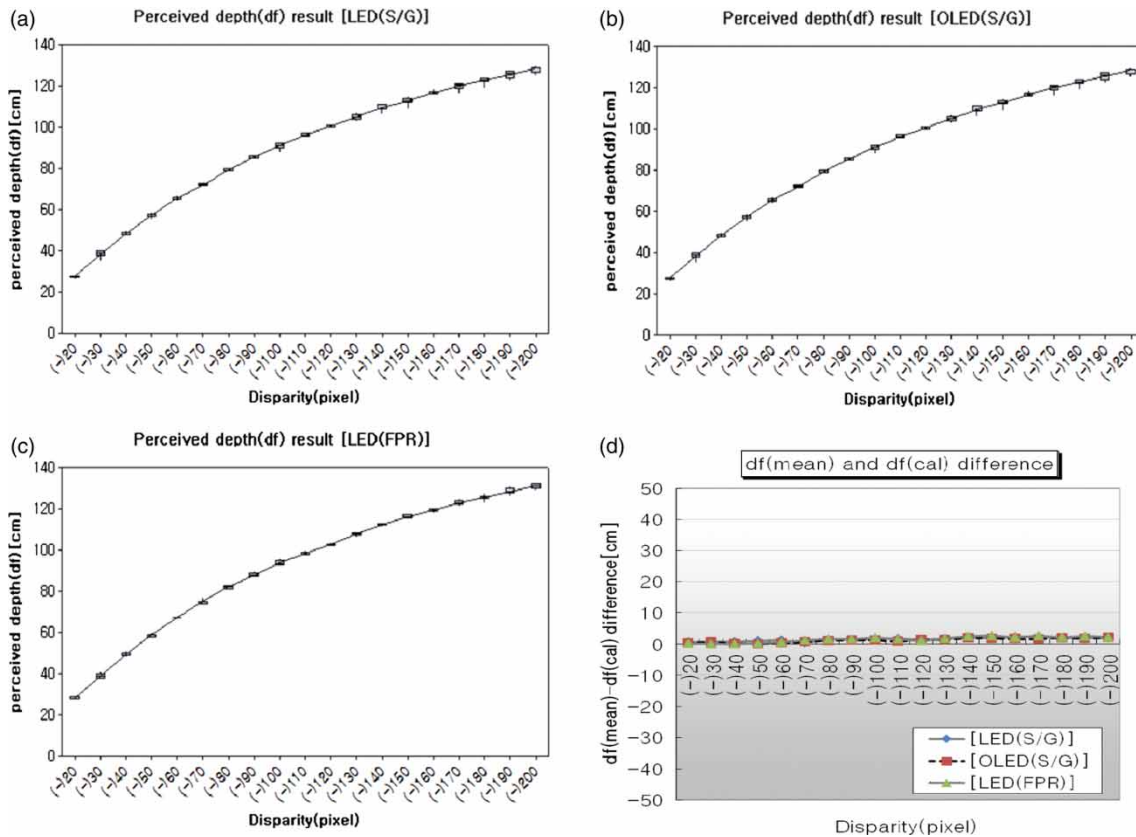 (a)
Perceived depth(df) result [LED(S/G)]
perceived depth(df)[cm]
140
120
100
80
60
40
20
0
(-)20 (-)30 (-)40 (-)50 (-)60 (-)70 (-)80 (-)90 (-)100 (-)110 (-)120 (-)130 (-)140 (-)150 (-)160 (-)170 (-)180 (-)190 (-)200
Disparity(pixel)
(b)
Perceived depth(df) result [OLED(S/G)]
perceived depth(df)[cm]
140
120
100
80
60
40
20
0
(-)20 (-)30 (-)40 (-)50 (-)60 (-)70 (-)80 (-)90 (-)100 (-)110 (-)120 (-)130 (-)140 (-)150 (-)160 (-)170 (-)180 (-)190 (-)200
Disparity(pixel)
(c)
Perceived depth(df) result [LED(FPR)]
perceived depth(df)[cm]
140
120
100
80
60
40
20
0
(-)20 (-)30 (-)40 (-)50 (-)60 (-)70 (-)80 (-)90 (-)100 (-)110 (-)120 (-)130 (-)140 (-)150 (-)160 (-)170 (-)180 (-)190 (-)200
Disparity(pixel)
(d)
df(mean) and df(cal) difference
df(mean)-df(cal) difference[cm]
50
40
30
20
10
0
-10
-20
-30
-40
-50
(-)20 (-)30 (-)40 (-)50 (-)60 (-)70 (-)80 (-)90 (-)100 (-)110 (-)120 (-)130 (-)140 (-)150 (-)160 (-)170 (-)180 (-)190 (-)200
[LED(S/G)]
[OLED(S/G)]
[LED(FPR)]
Disparity(pixel)